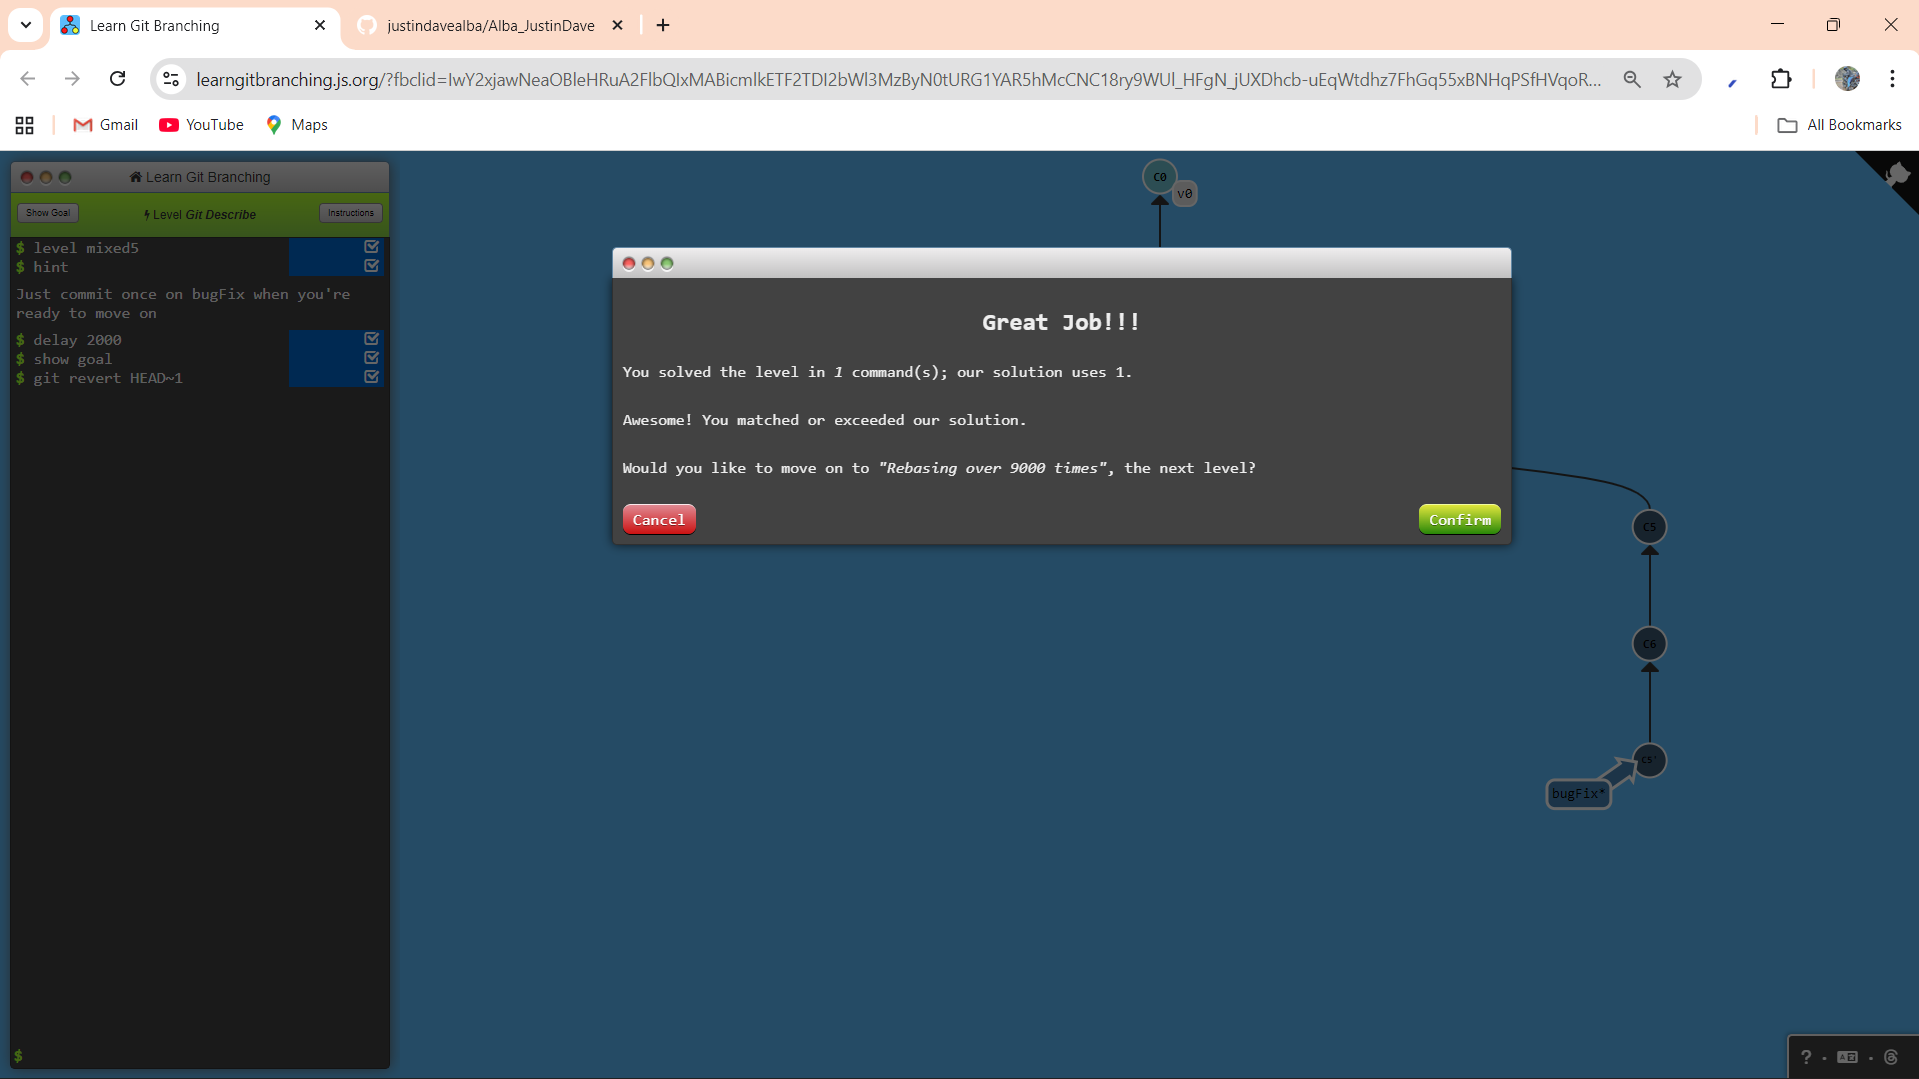 Learn Git Branching
justindavealba/Alba_JustinDave
learngitbranching.js.org/?fbclid=IwY2xjawNeaOBleHRuA2FlbQIxMABicmlkETF2TDI2bWl3MzByN0tURG1YAR5hMcCNC18ry9WUl_HFgN_jUXDhcb-uEqWtdhz7FhGq55xBNHqPSfHVqoR...
Gmail
YouTube
Maps
All Bookmarks
Learn Git Branching
Show Goal
Level Git Describe
Instructions
$ level mixed5
$ hint
Just commit once on bugFix when you're
ready to move on
$ delay 2000
$ show goal
$ git revert HEAD~1
$
C0
v0
Great Job!!!
You solved the level in 1 command(s); our solution uses 1.
Awesome! You matched or exceeded our solution.
Would you like to move on to "Rebasing over 9000 times", the next level?
Cancel
Confirm
C5
C6
C5'
bugFix*
?